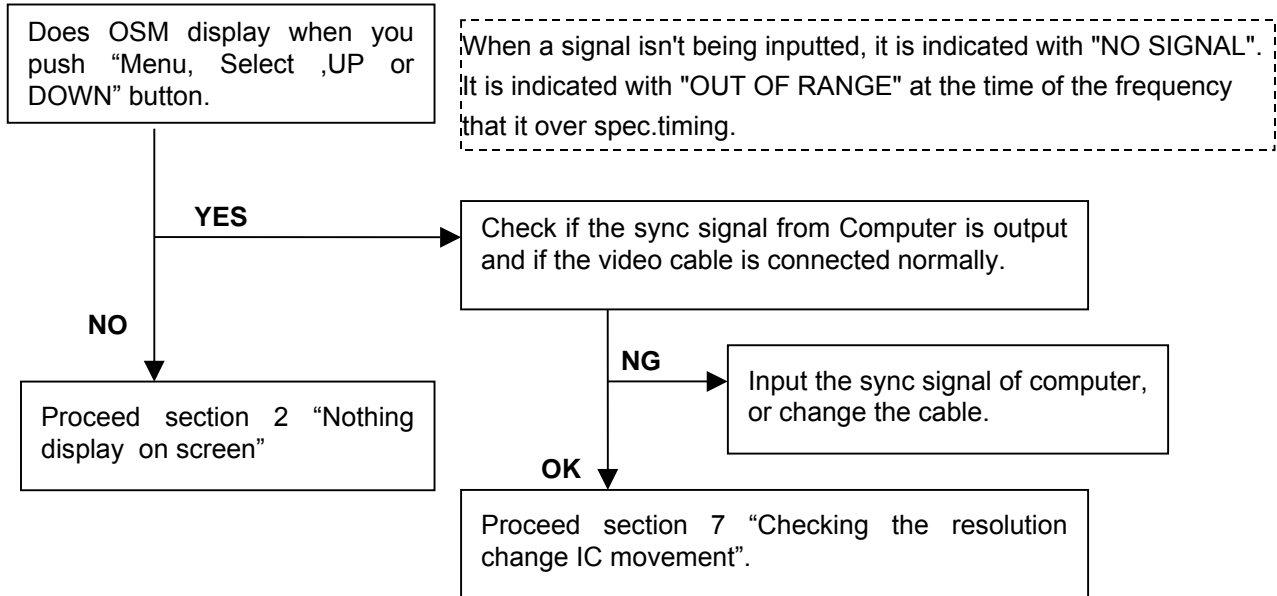 Does OSM display when you
push “Menu, Select ,UP or
DOWN” button.
When a signal isn't being inputted, it is indicated with "NO SIGNAL".
It is indicated with "OUT OF RANGE" at the time of the frequency
that it over spec.timing.
YES
Check if the sync signal from Computer is output
and if the video cable is connected normally.
NO
NG
Input the sync signal of computer,
or change the cable.
Proceed section 2 “Nothing
display on screen”
OK
Proceed section 7 “Checking the resolution
change IC movement”.